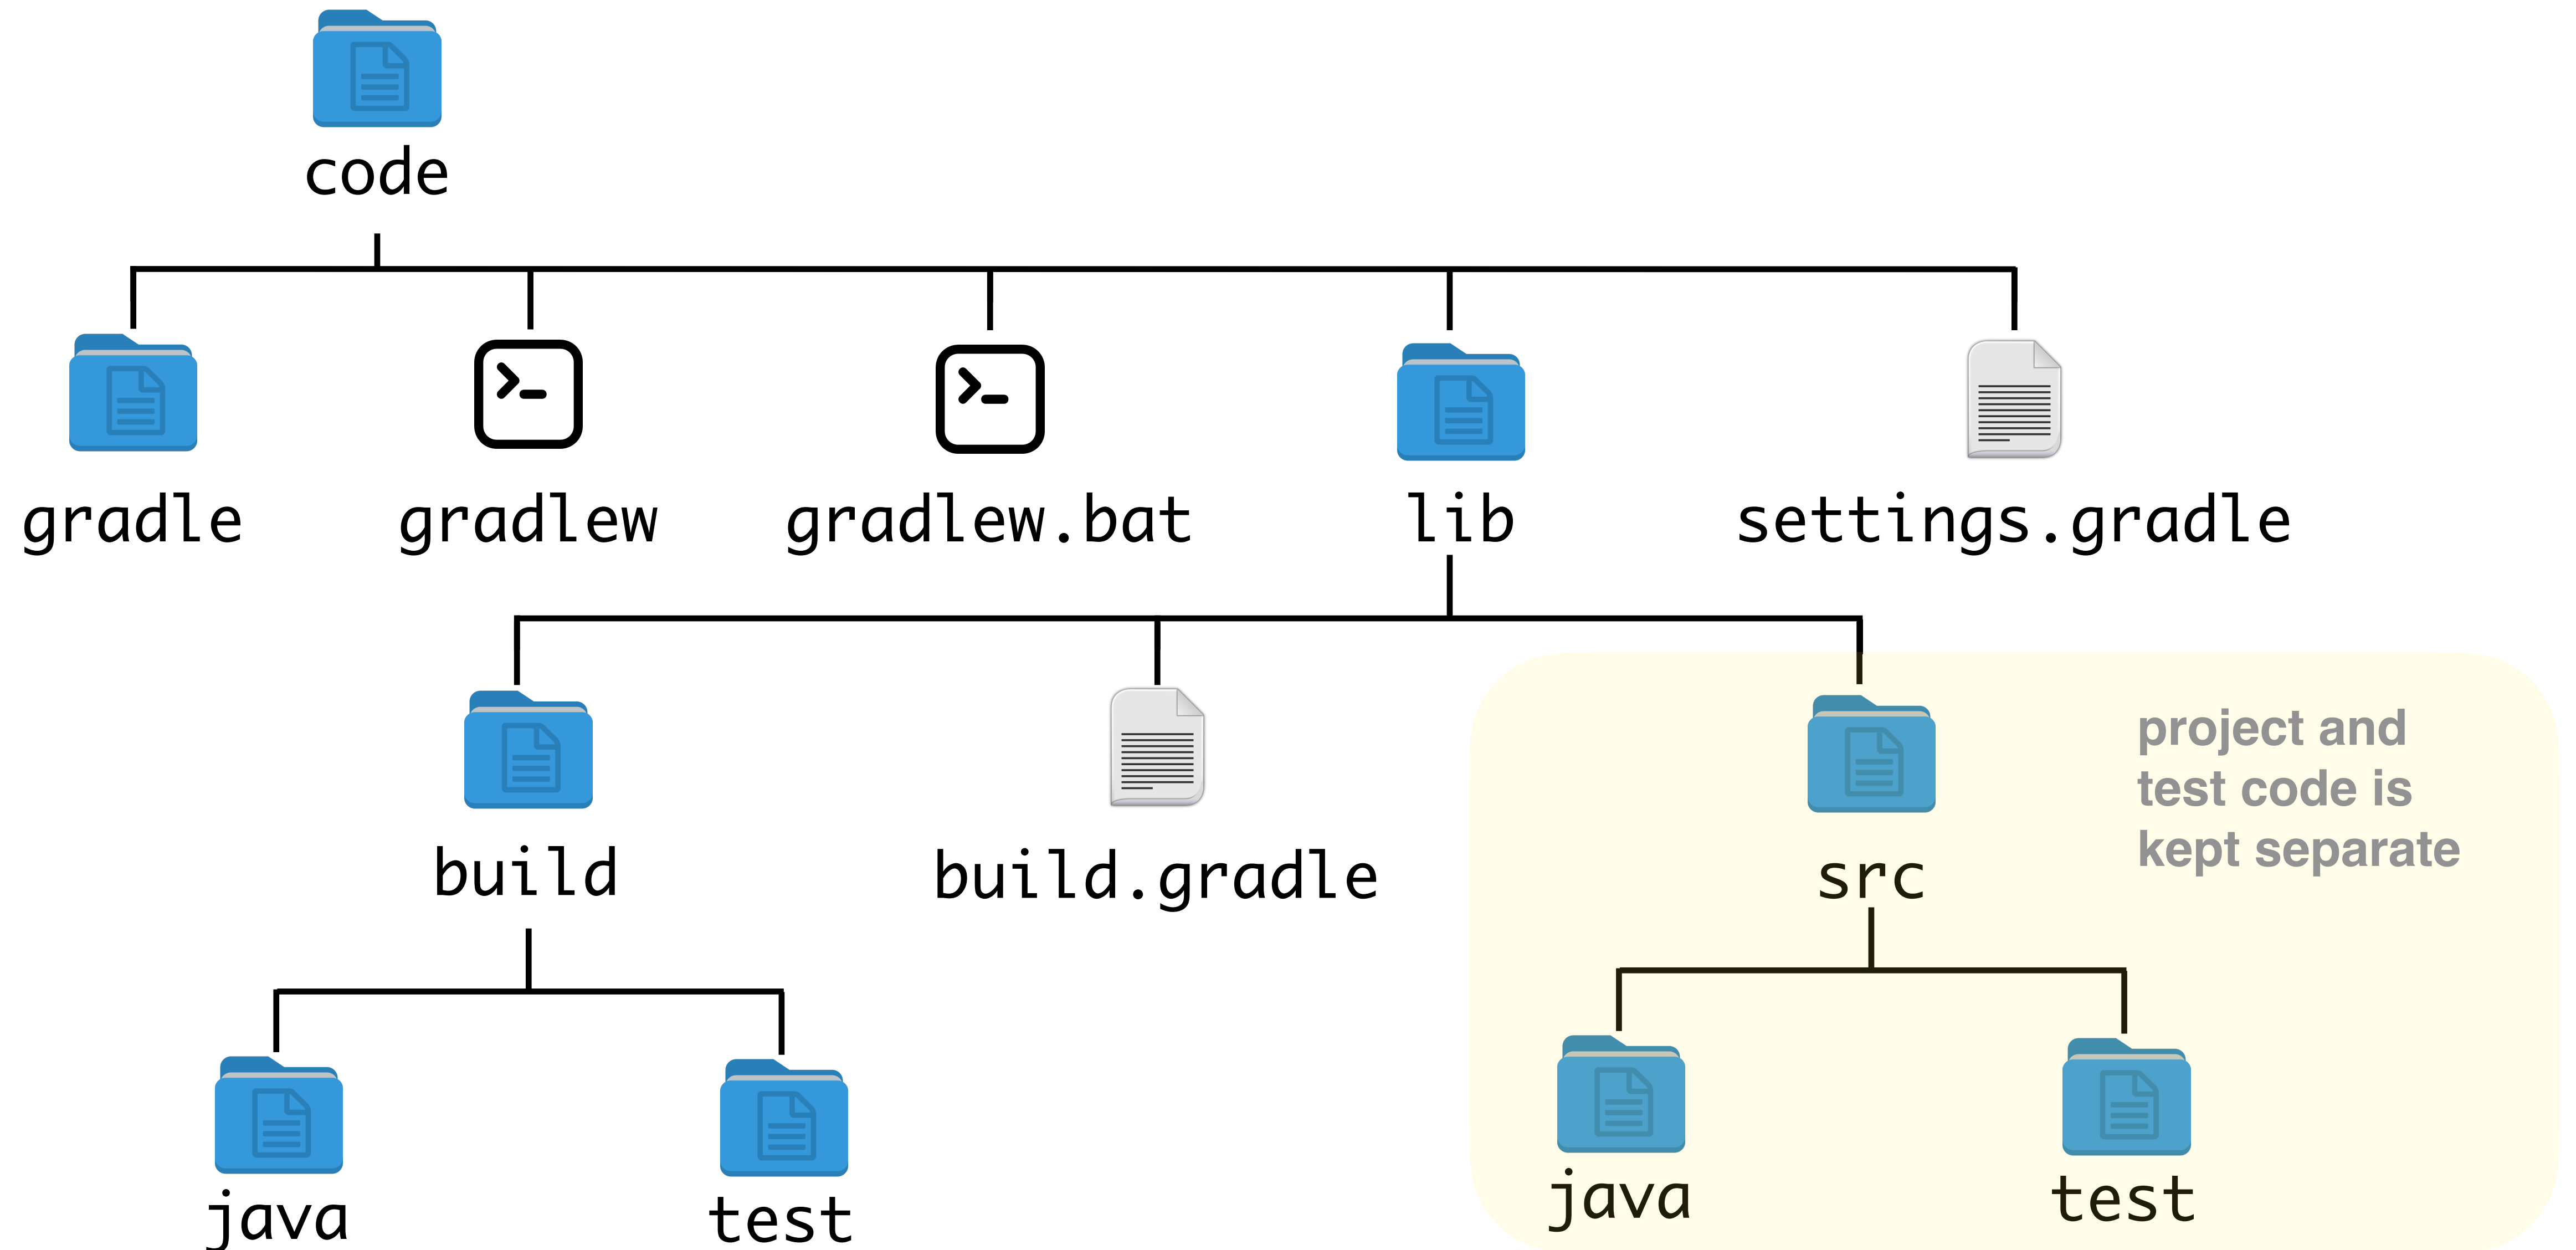 code
gradle
gradlew
gradlew.bat
lib
settings.gradle
build
build.gradle
src
project and
test code is
kept separate
java
test
java
test